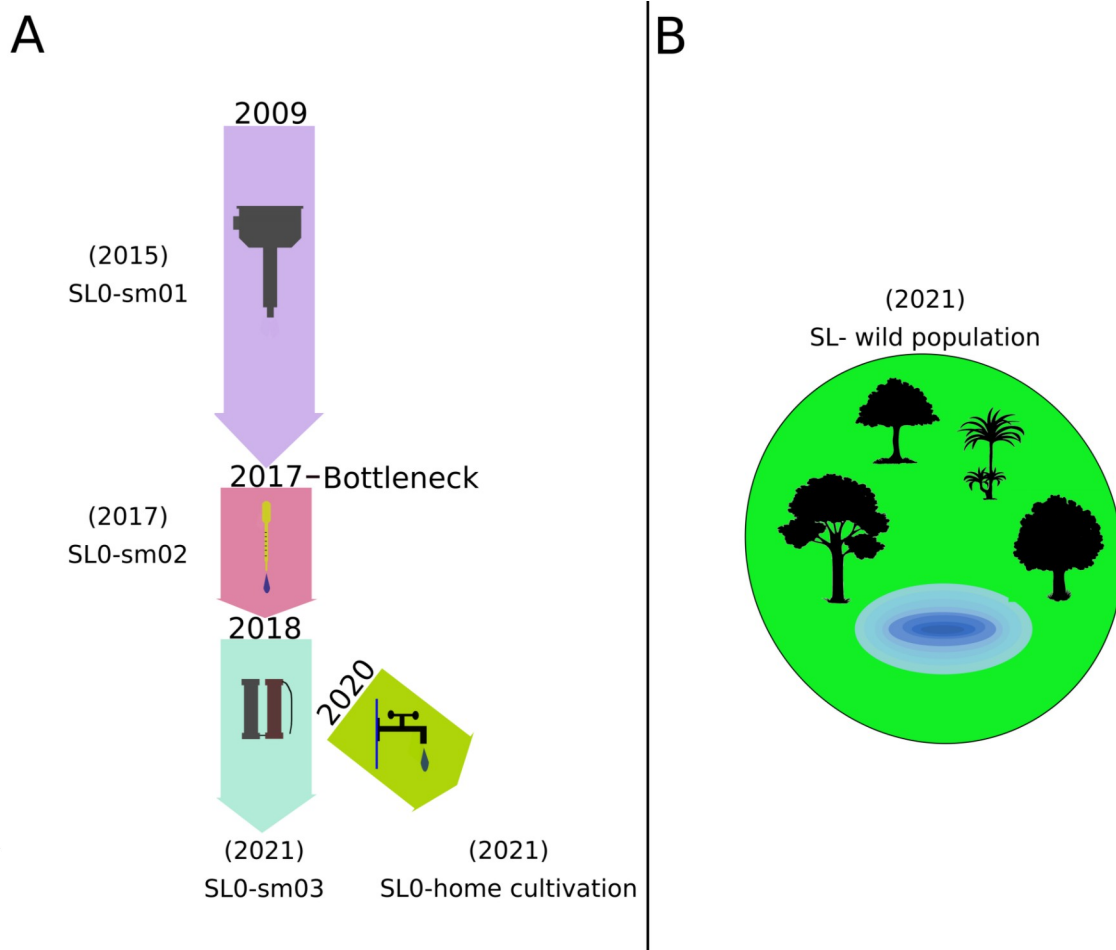 A
2009
(2015)
SL0-sm01
2017-Bottleneck
(2017)
SL0-sm02
2018
2020
(2021)
SL0-sm03
(2021)
SL0-home cultivation
B
(2021)
SL- wild population